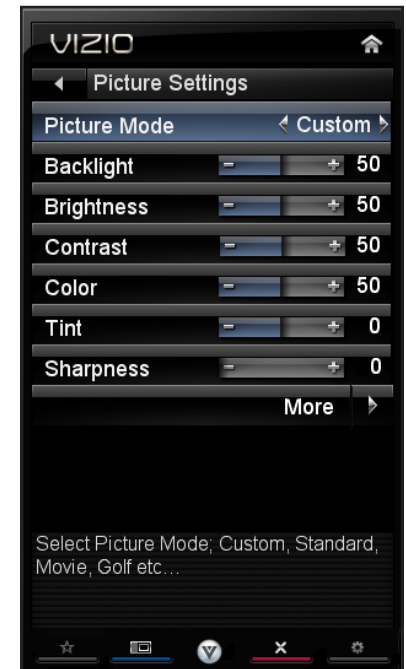 VIZIO
Picture Settings
Picture Mode Custom
Backlight - + 50
Brightness - + 50
Contrast - + 50
Color - + 50
Tint - + 0
Sharpness - + 0
More
Select Picture Mode; Custom, Standard,
Movie, Golf etc...
V